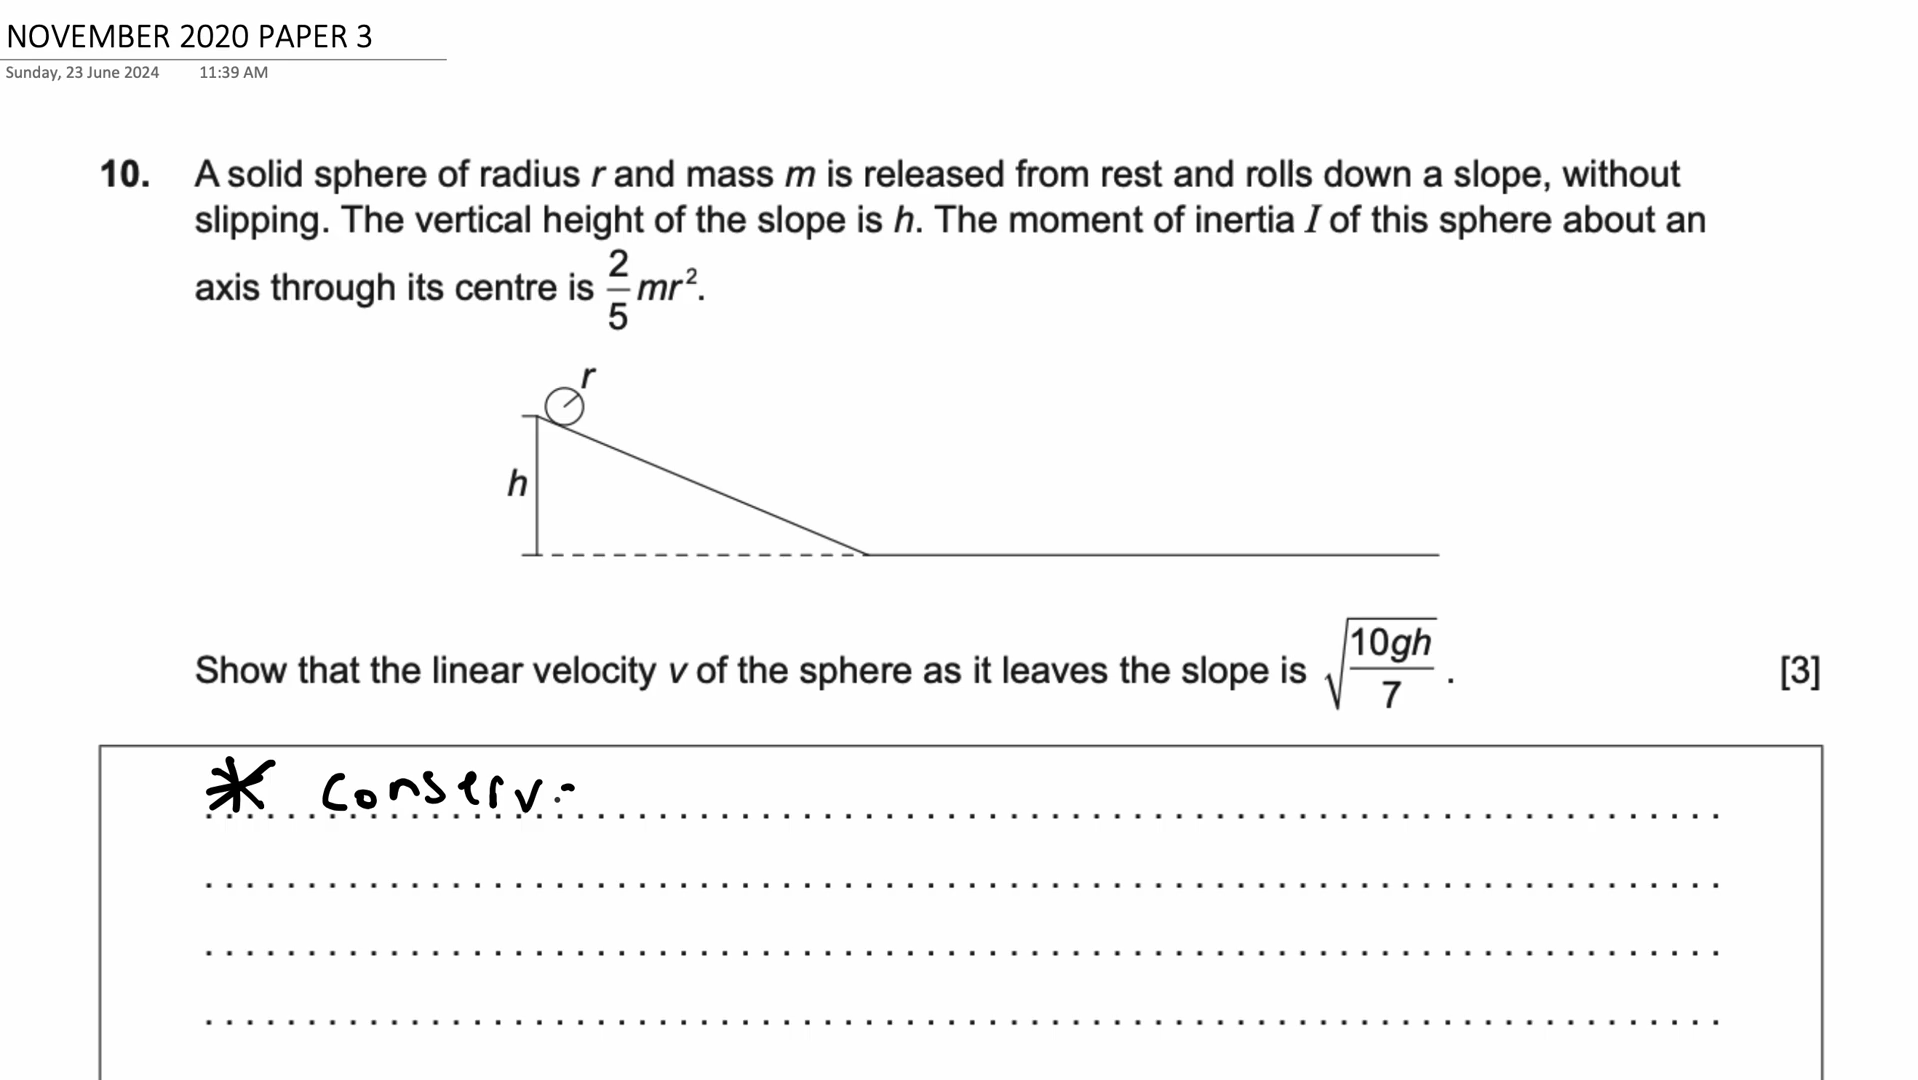 NOVEMBER 2020 PAPER 3
Sunday, 23 June 2024 11:39 AM
10. A solid sphere of radius r and mass m is released from rest and rolls down a slope, without
slipping. The vertical height of the slope is h. The moment of inertia I of this sphere about an
axis through its centre is 2/5 mr².
r
h
Show that the linear velocity v of the sphere as it leaves the slope is √(10gh/7) . [3]
* Conserv